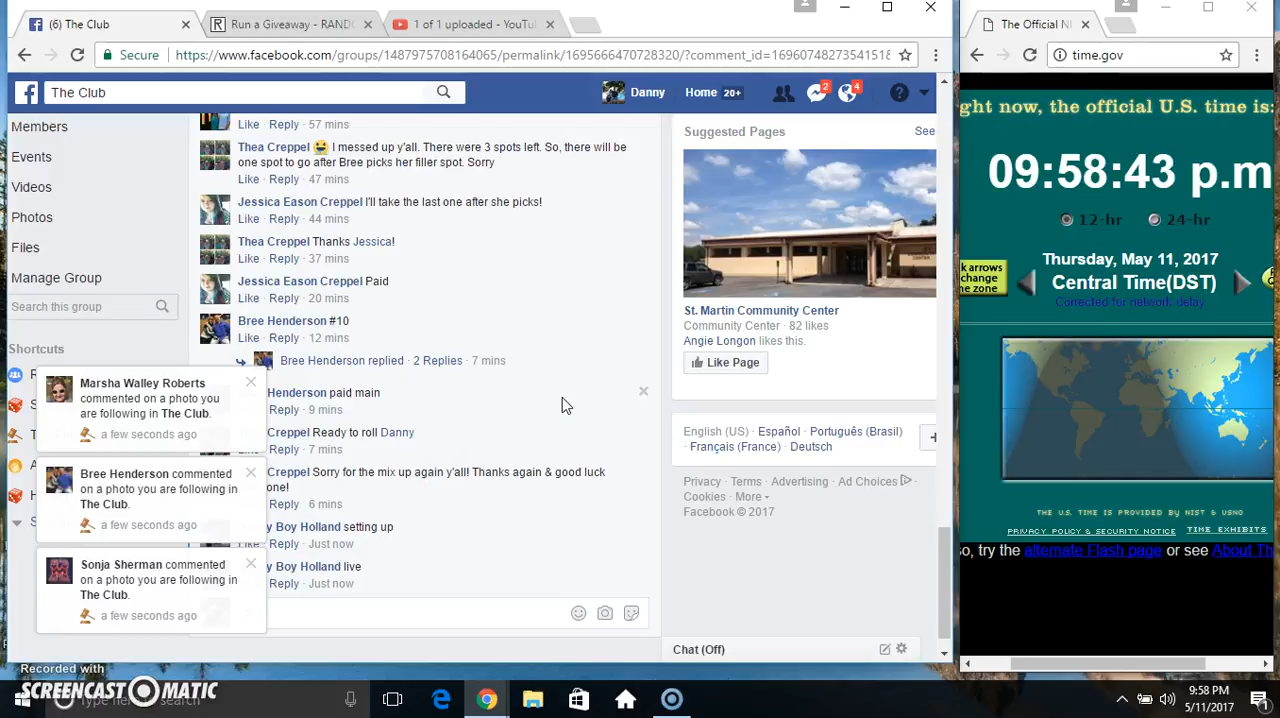 (6) The Club
Run a Giveaway - RAND
1 of 1 uploaded - YouTu
The Official NI
Secure
https://www.facebook.com/groups/1487975708164065/permalink/1695666470728320/?comment_id=16960748273541518
time.gov
The Club
Danny
Home 20+
2
4
Members
Events
Videos
Photos
Files
Manage Group
Search this group
Shortcuts
Like · Reply · 57 mins
Thea Creppel I messed up y'all. There were 3 spots left. So, there will be
one spot to go after Bree picks her filler spot. Sorry
Like · Reply · 47 mins
Jessica Eason Creppel I'll take the last one after she picks!
Like · Reply · 44 mins
Thea Creppel Thanks Jessica!
Like · Reply · 37 mins
Jessica Eason Creppel Paid
Like · Reply · 20 mins
Bree Henderson #10
Like · Reply · 12 mins
Bree Henderson replied · 2 Replies · 7 mins
Henderson paid main
Reply · 9 mins
Creppel Ready to roll Danny
Reply · 7 mins
Creppel Sorry for the mix up again y'all! Thanks again & good luck
one!
Reply · 6 mins
Boy Holland setting up
Like · Reply · Just now
Boy Holland live
Reply · Just now
Marsha Walley Roberts
commented on a photo you
are following in The Club.
a few seconds ago
Bree Henderson commented
on a photo you are following in
The Club.
a few seconds ago
Sonja Sherman commented
on a photo you are following in
The Club.
a few seconds ago
Suggested Pages
See
St. Martin Community Center
Community Center · 82 likes
Angie Longon likes this.
Like Page
English (US) · Español · Português (Brasil) ·
Français (France) · Deutsch
Privacy · Terms · Advertising · Ad Choices ·
Cookies · More
Facebook © 2017
Chat (Off)
ght now, the official U.S. time is:
09:58:43 p.m
12-hr
24-hr
k arrows
change
ne zone
Thursday, May 11, 2017
Central Time(DST)
Corrected for network delay
THE U.S. TIME IS PROVIDED BY NIST & USNO
PRIVACY POLICY & SECURITY NOTICE
TIME EXHIBITS
so, try the alternate Flash page or see About Th
Recorded with
SCREENCAST-O-MATIC
Type here to search
9:58 PM
5/11/2017
1